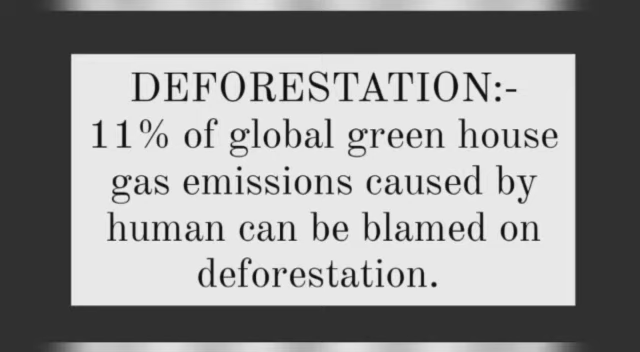 DEFORESTATION:-
11% of global green house
gas emissions caused by
human can be blamed on
deforestation.